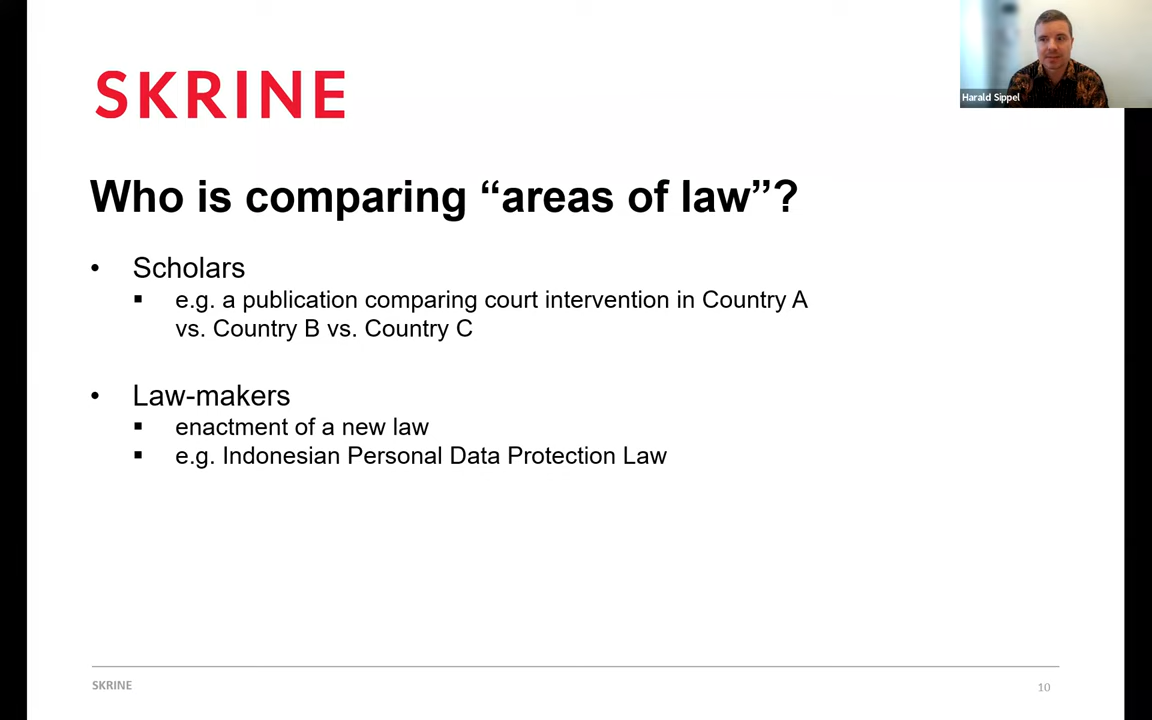 SKRINE
Harald Sippel
Who is comparing “areas of law”?
• Scholars
▪ e.g. a publication comparing court intervention in Country A
vs. Country B vs. Country C
• Law-makers
▪ enactment of a new law
▪ e.g. Indonesian Personal Data Protection Law
SKRINE
10